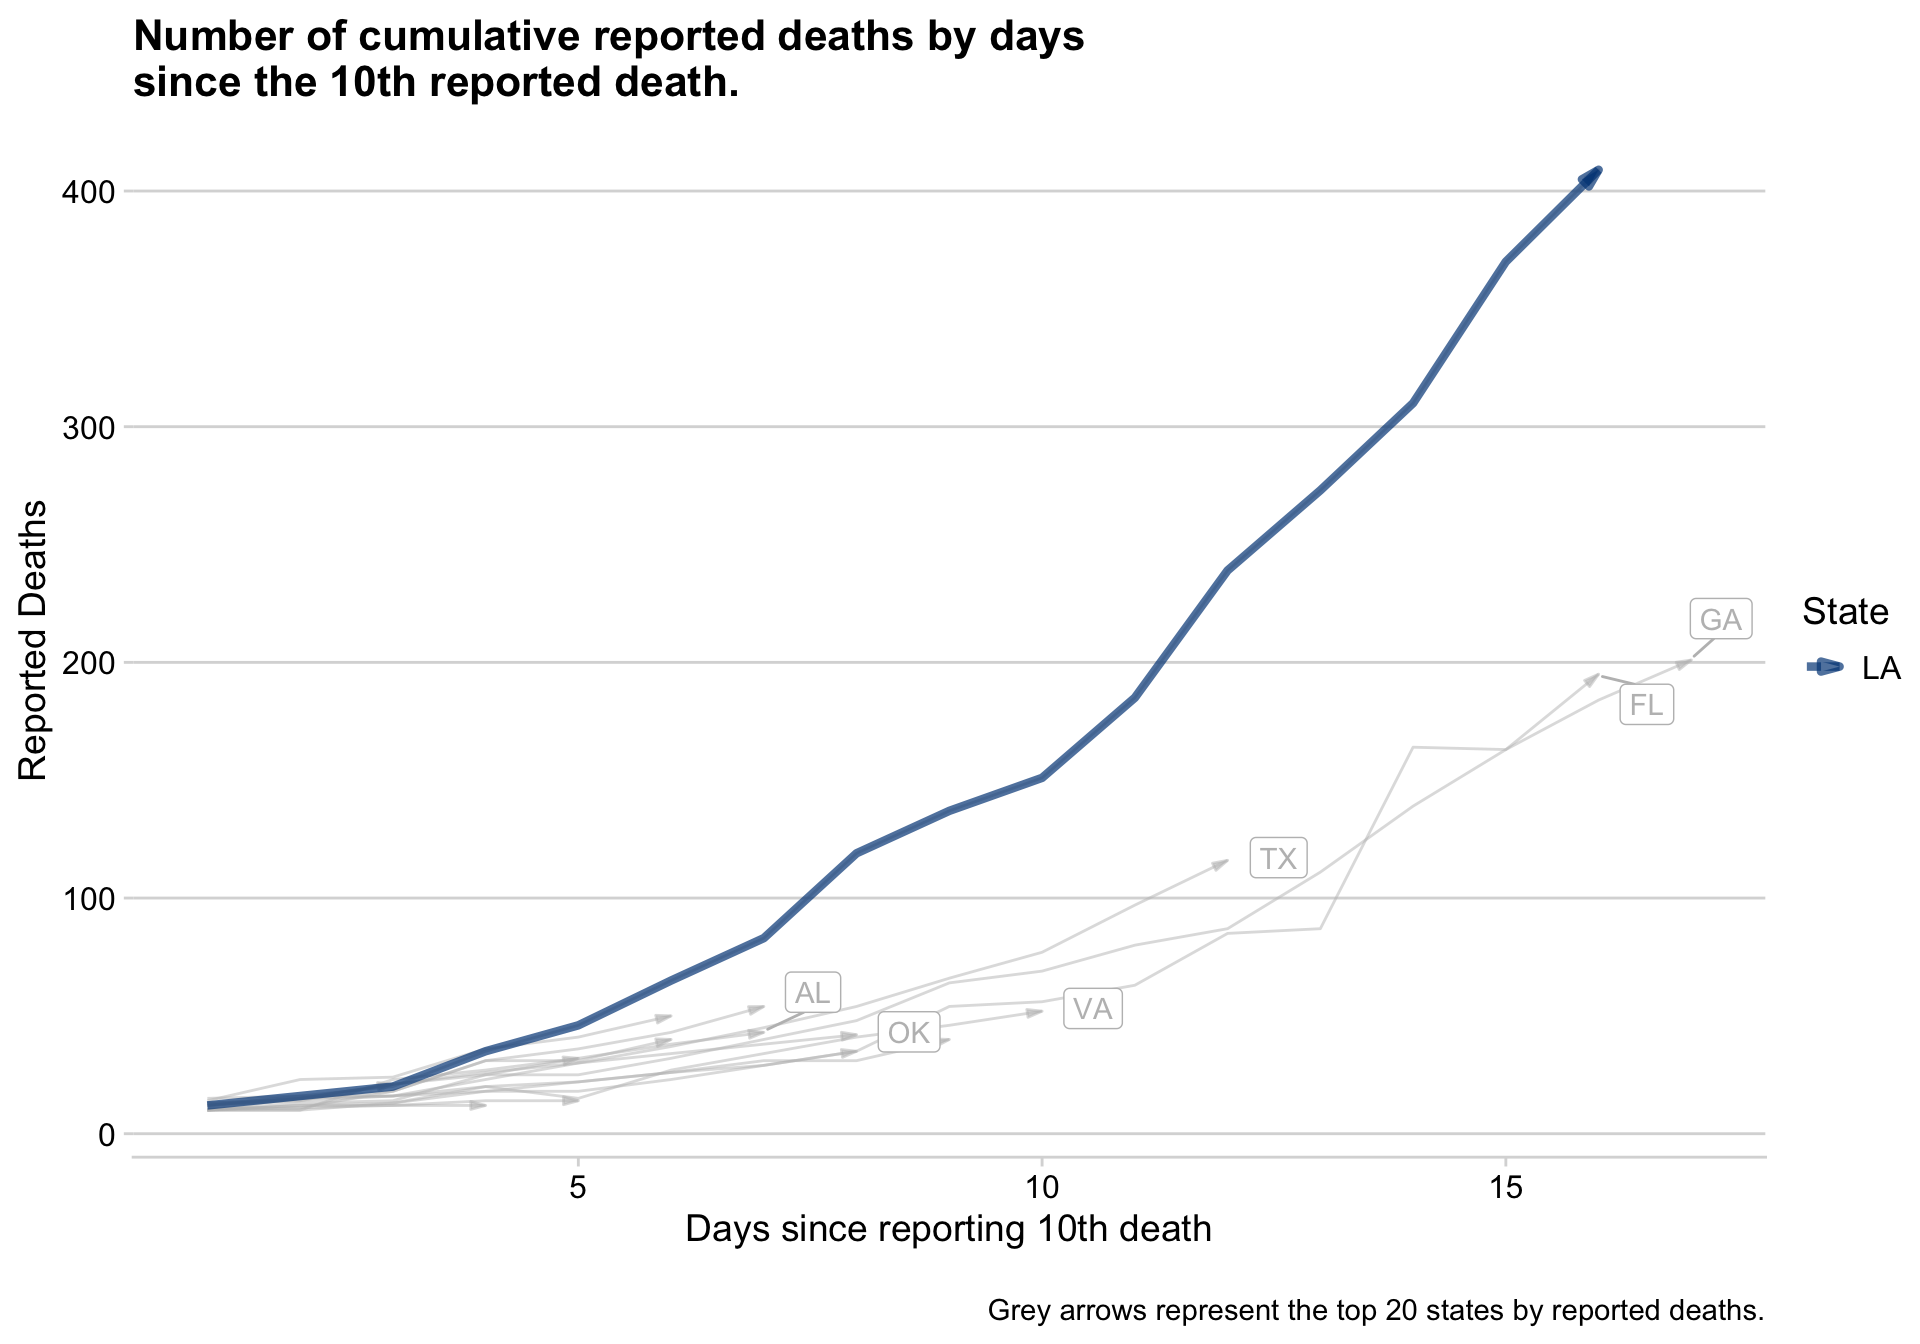 Number of cumulative reported deaths by days
since the 10th reported death.
400
300
200
100
0
Reported Deaths
GA
FL
TX
AL
VA
OK
State
LA
5
10
15
Days since reporting 10th death
Grey arrows represent the top 20 states by reported deaths.